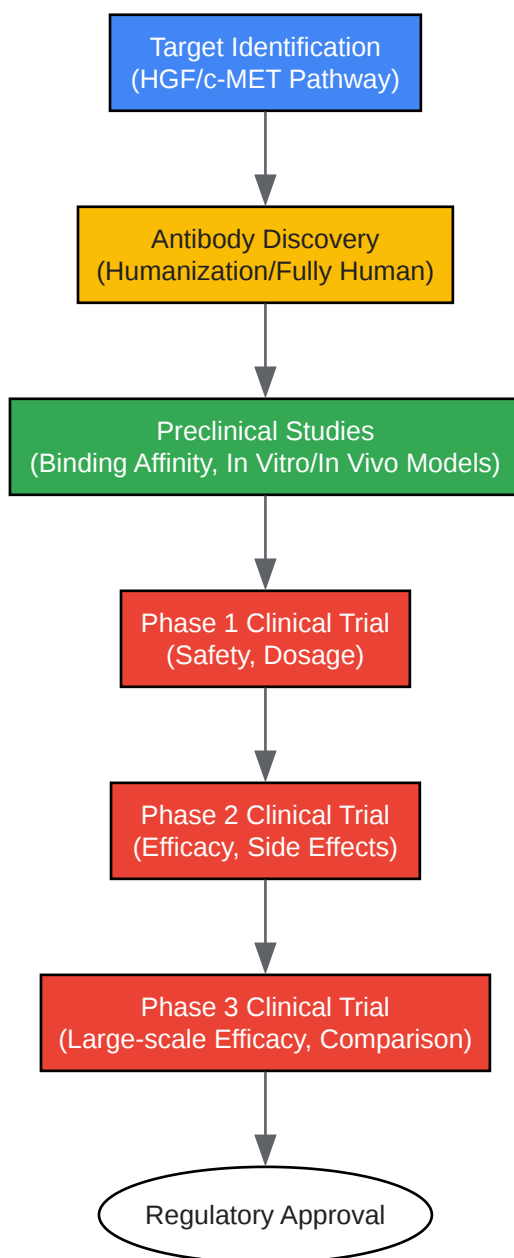 Target Identification
(HGF/c-MET Pathway)
Antibody Discovery
(Humanization/Fully Human)
Preclinical Studies
(Binding Affinity, In Vitro/In Vivo Models)
Phase 1 Clinical Trial
(Safety, Dosage)
Phase 2 Clinical Trial
(Efficacy, Side Effects)
Phase 3 Clinical Trial
(Large-scale Efficacy, Comparison)
Regulatory Approval